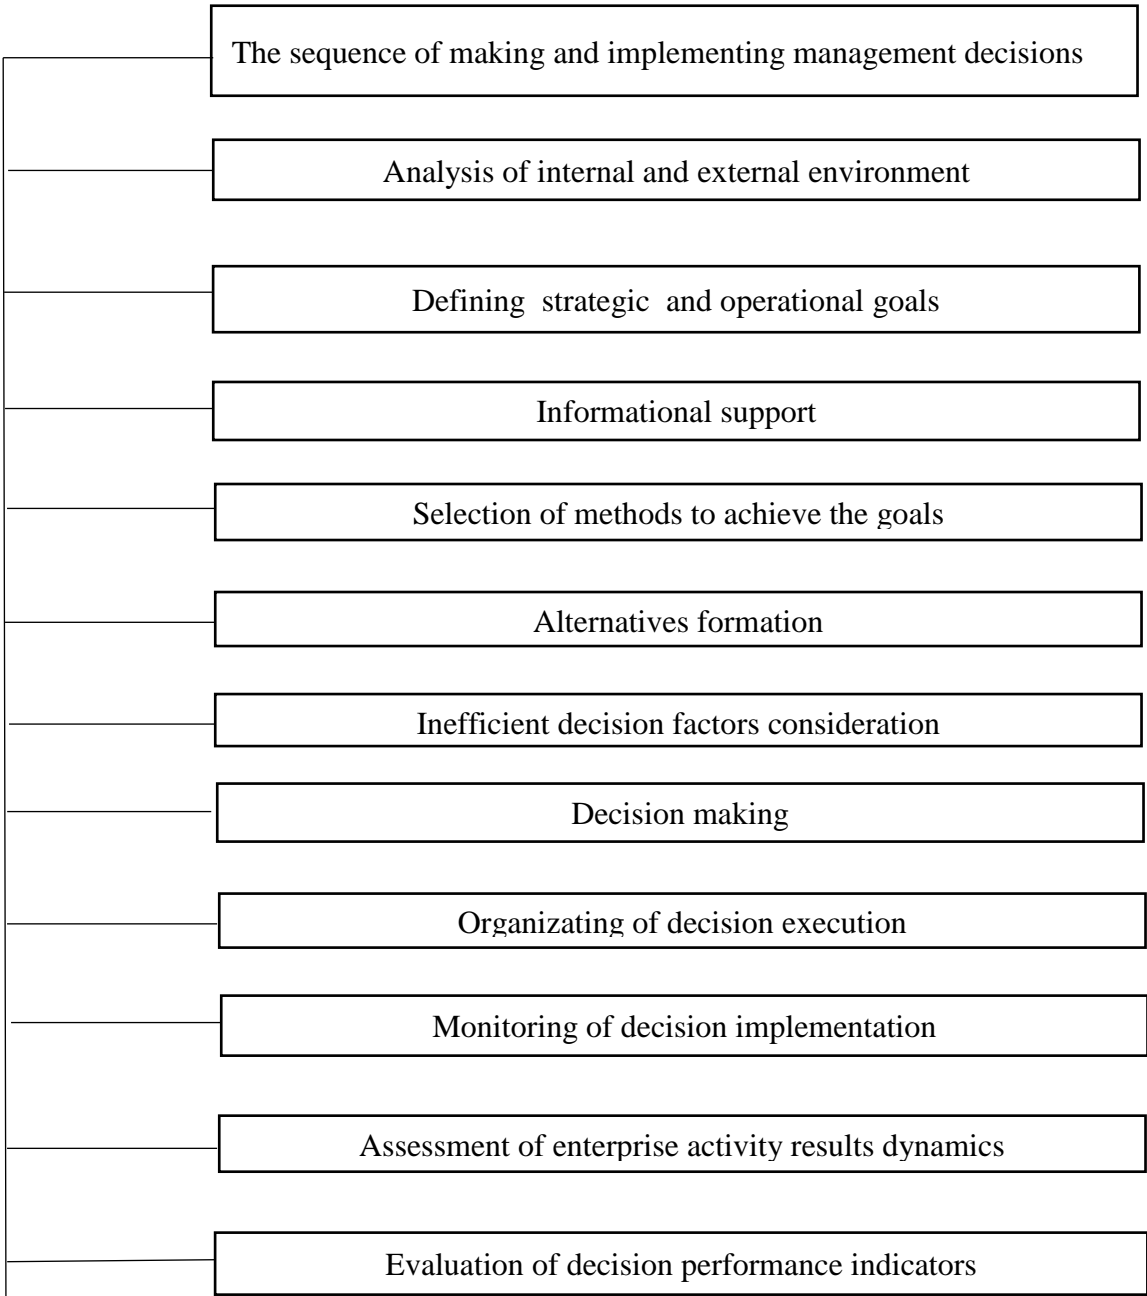 The sequence of making and implementing management decisions
Analysis of internal and external environment
Defining strategic and operational goals
Informational support
Selection of methods to achieve the goals
Alternatives formation
Inefficient decision factors consideration
Decision making
Organizating of decision execution
Monitoring of decision implementation
Assessment of enterprise activity results dynamics
Evaluation of decision performance indicators